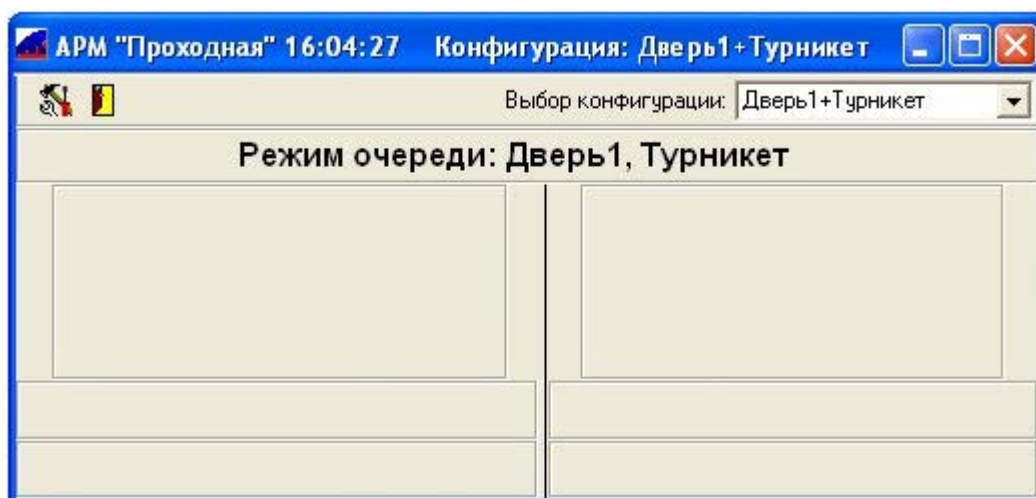 АРМ "Проходная" 16:04:27 Конфигурация: Дверь1+Турникет
Выбор конфигурации: Дверь1+Турникет
Режим очереди: Дверь1, Турникет